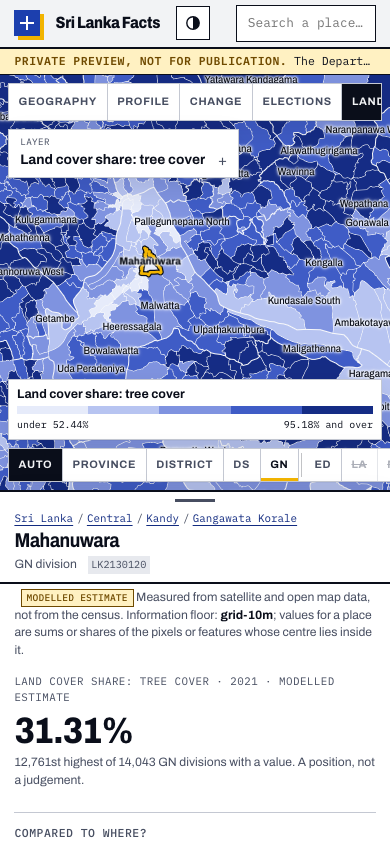 Sri Lanka Facts
Search a place…
PRIVATE PREVIEW, NOT FOR PUBLICATION. The Depart…
Yatawara Kandagama
GEOGRAPHY
PROFILE
CHANGE
ELECTIONS
LAND
Naranpanawa
LAYER
Land cover share: tree cover
+
Alawathugirigama
Wavinna
Wepathana
Kulugammana
Pallegunnepana North
Gonawala
Mahathenna
Mahanuwara
Kengalla
Malwatta
Kundasale South
Getambe
Heeressagala
Ulpathakumbura
Ambakotayawa
Bowalawatta
Maligathenna
Uda Peradeniya
Haragama
Land cover share: tree cover
under 52.44%
95.18% and over
AUTO
PROVINCE
DISTRICT
DS
GN
ED
LA
Sri Lanka / Central / Kandy / Gangawata Korale
Mahanuwara
GN division LK2130120
MODELLED ESTIMATE Measured from satellite and open map data,
not from the census. Information floor: grid-10m; values for a place
are sums or shares of the pixels or features whose centre lies inside
it.
LAND COVER SHARE: TREE COVER · 2021 · MODELLED
ESTIMATE
31.31%
12,761st highest of 14,043 GN divisions with a value. A position, not
a judgement.
COMPARED TO WHERE?